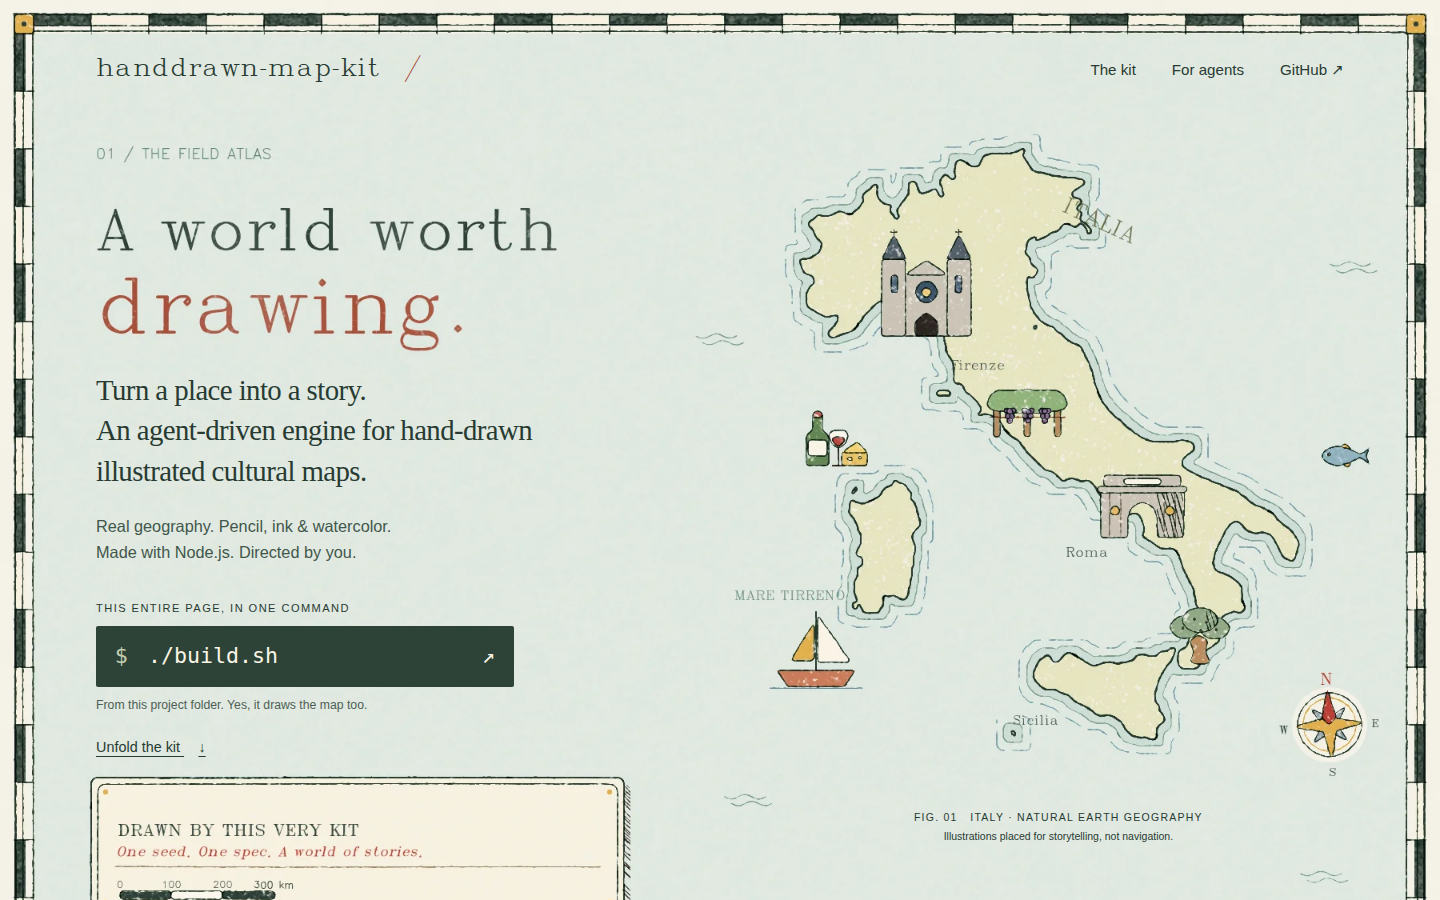 handdrawn-map-kit /
The kit
For agents
GitHub ↗
01 / THE FIELD ATLAS
A world worth
drawing.
Turn a place into a story.
An agent-driven engine for hand-drawn
illustrated cultural maps.
Real geography. Pencil, ink & watercolor.
Made with Node.js. Directed by you.
THIS ENTIRE PAGE, IN ONE COMMAND
$ ./build.sh ↗
From this project folder. Yes, it draws the map too.
Unfold the kit ↓
DRAWN BY THIS VERY KIT
One seed. One spec. A world of stories.
0 100 200 300 km
ITALIA
Firenze
Roma
MARE TIRRENO
Sicilia
N
W
E
S
FIG. 01 ITALY · NATURAL EARTH GEOGRAPHY
Illustrations placed for storytelling, not navigation.